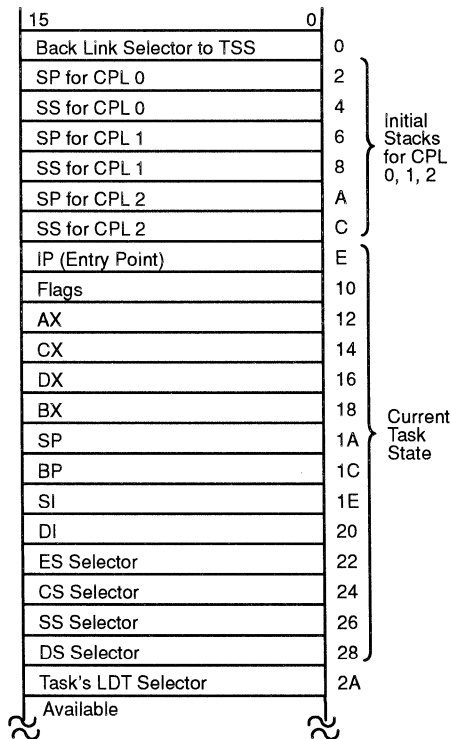 15 0
Back Link Selector to TSS 0
SP for CPL 0 2
SS for CPL 0 4
SP for CPL 1 6
SS for CPL 1 8
SP for CPL 2 A
SS for CPL 2 C
Initial
Stacks
for CPL
0, 1, 2
IP (Entry Point) E
Flags 10
AX 12
CX 14
DX 16
BX 18
SP 1A
BP 1C
SI 1E
DI 20
ES Selector 22
CS Selector 24
SS Selector 26
DS Selector 28
Current
Task
State
Task's LDT Selector 2A
Available